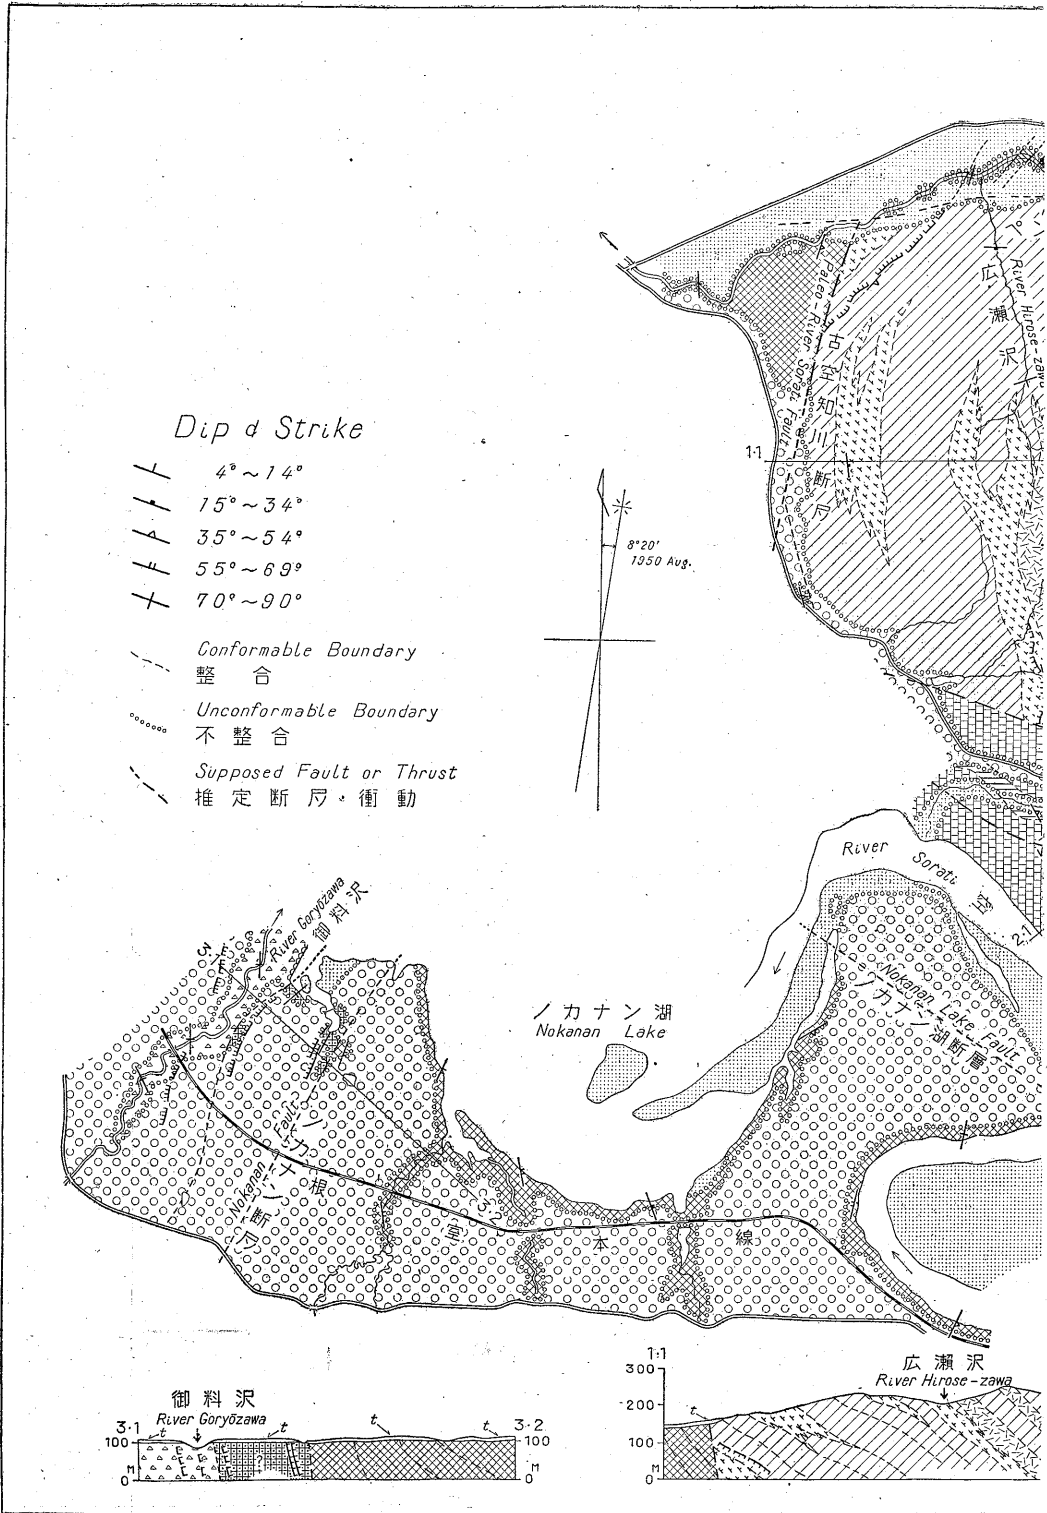 Dip & Strike
4°~14°
15°~34°
35°~54°
55°~69°
70°~90°
Conformable Boundary
整 合
Unconformable Boundary
不 整 合
Supposed Fault or Thrust
推 定 断 层・衝 動
8°20'
1950 Aug.
Paleo-River Sorati Fault
古空知川断层
広瀬沢
River Hirose-zawa
1·1
River Sorati
空
2·1
River Goryōzawa
御料沢
3·1
ノカナン湖
Nokanan Lake
Nokanan Lake Fault
ノカナン湖断層
Nokanan Fault
ノカナン断层
根 室 本 線
3·2
御料沢
River Goryōzawa
3·1
3·2
t
t
t
t
100
M
0
100
M
0
1·1
300
200
100
M
0
t
広瀬沢
River Hirose-zawa